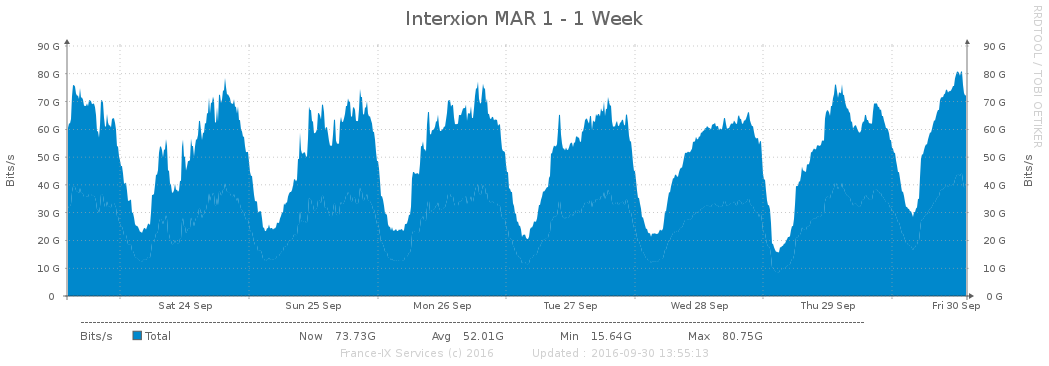 Interxion MAR 1 - 1 Week
RRDTOOL / TOBI OETIKER
Bits/s
90 G 90 G
80 G 80 G
70 G 70 G
60 G 60 G
50 G 50 G
40 G 40 G
30 G 30 G
20 G 20 G
10 G 10 G
0 0 G
Bits/s
Sat 24 Sep Sun 25 Sep Mon 26 Sep Tue 27 Sep Wed 28 Sep Thu 29 Sep Fri 30 Sep
Bits/s Total Now 73.73G Avg 52.01G Min 15.64G Max 80.75G
France-IX Services (c) 2016 Updated : 2016-09-30 13:55:13